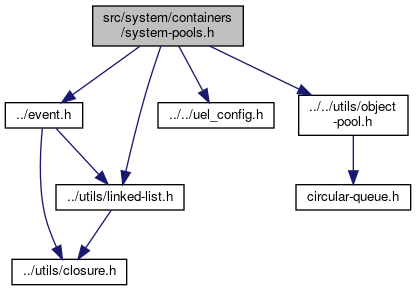 src/system/containers
/system-pools.h
../event.h
../../uel_config.h
../../utils/object
-pool.h
../utils/linked-list.h
circular-queue.h
../utils/closure.h